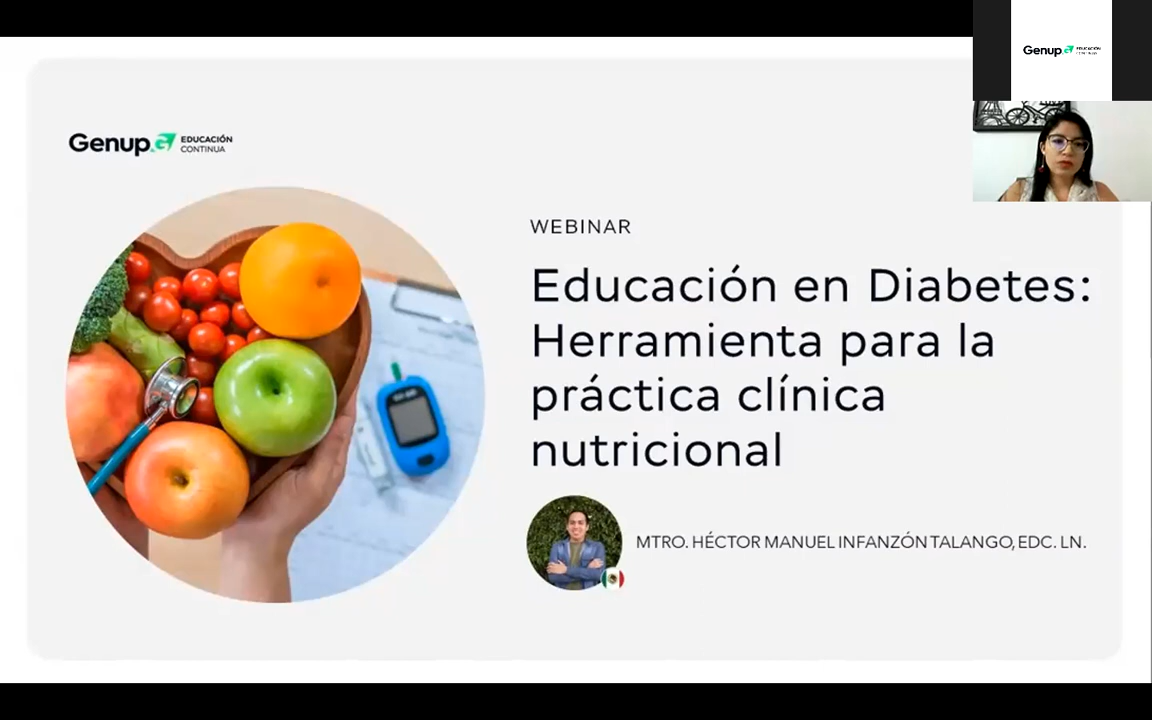 Genup
EDUCACIÓN
CONTINUA
Genup
WEBINAR
Educación en Diabetes:
Herramienta para la
práctica clínica
nutricional
MTRO. HÉCTOR MANUEL INFANZÓN TALANGO, EDC. LN.